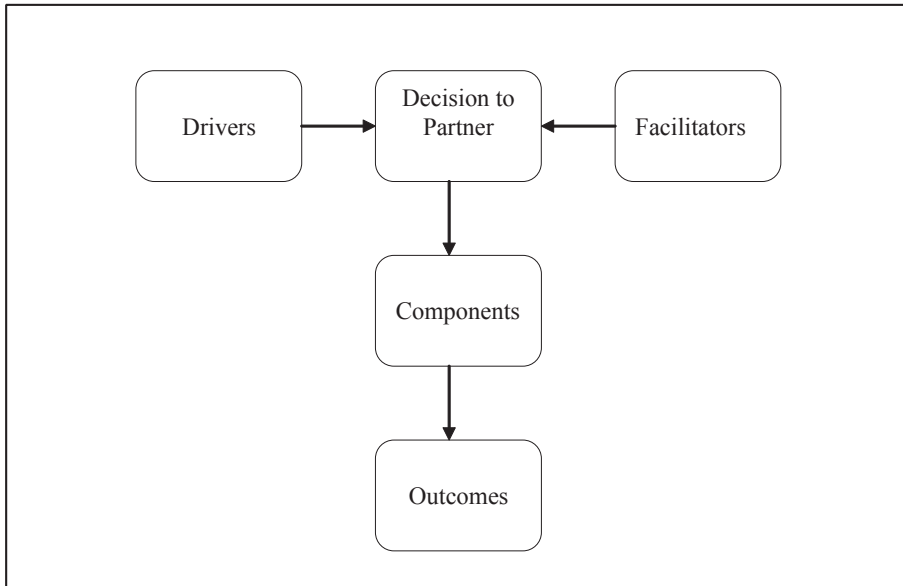 Drivers
Decision to
Partner
Facilitators
Components
Outcomes